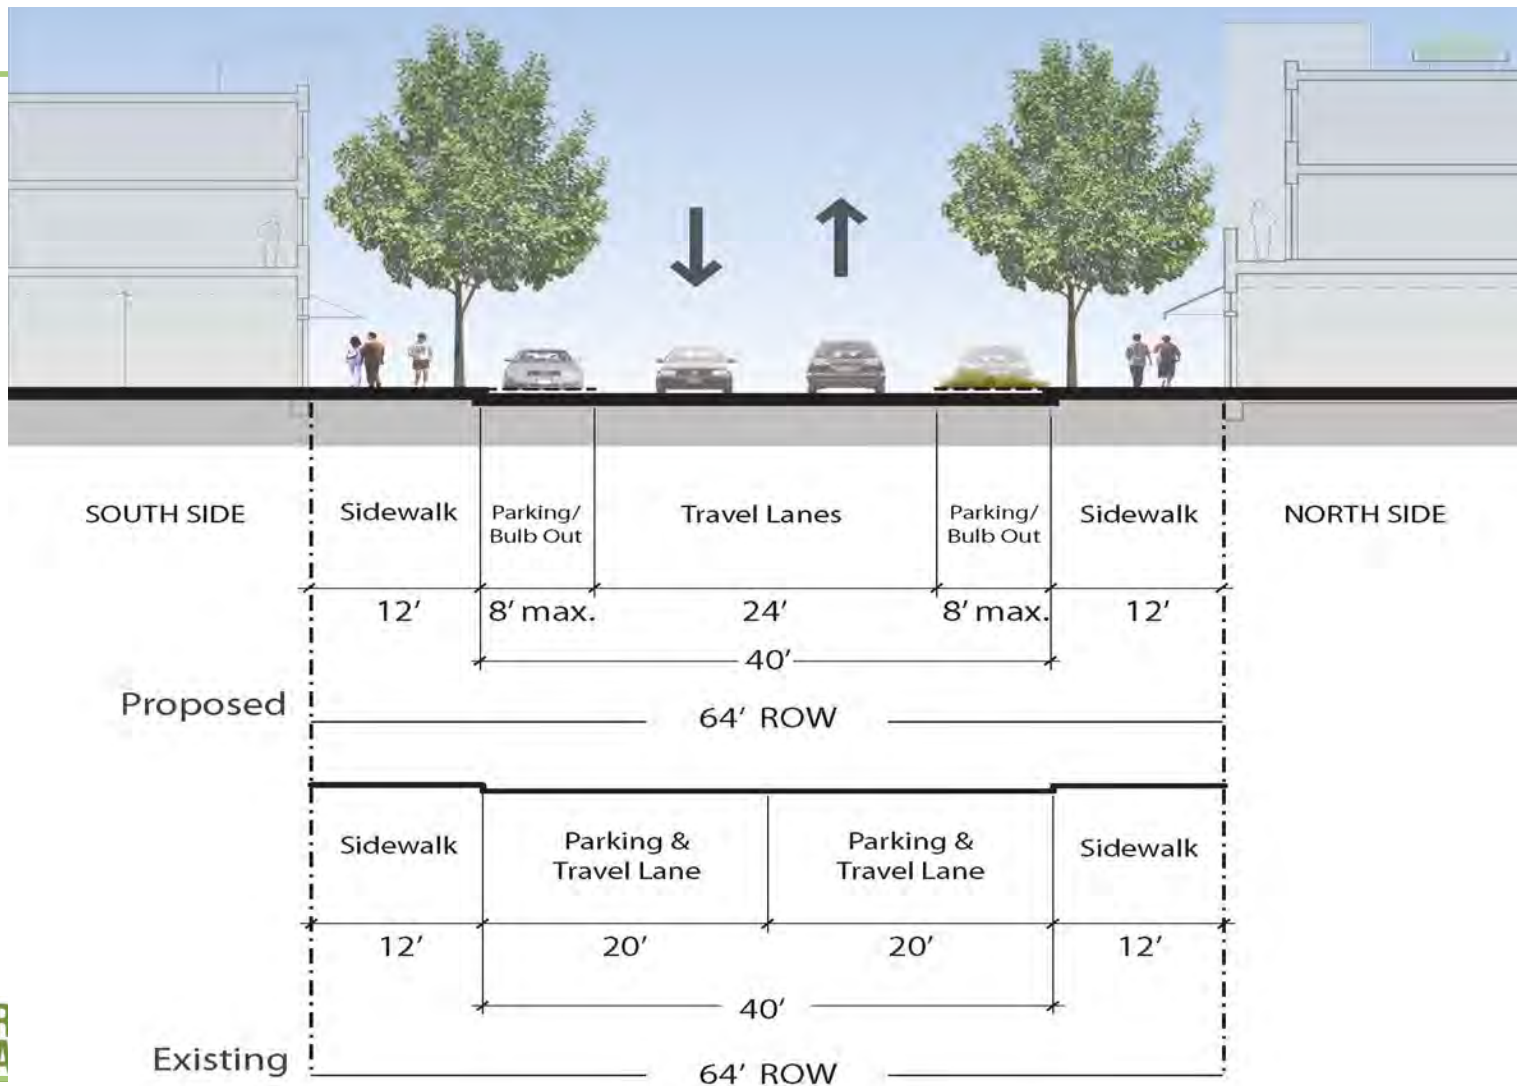 SOUTH SIDE
Sidewalk
Parking/
Bulb Out
Travel Lanes
Parking/
Bulb Out
Sidewalk
NORTH SIDE
12’
8’ max.
24’
8’ max.
12’
40’
Proposed
64’ ROW
Sidewalk
Parking &
Travel Lane
Parking &
Travel Lane
Sidewalk
12’
20’
20’
12’
40’
Existing
64’ ROW